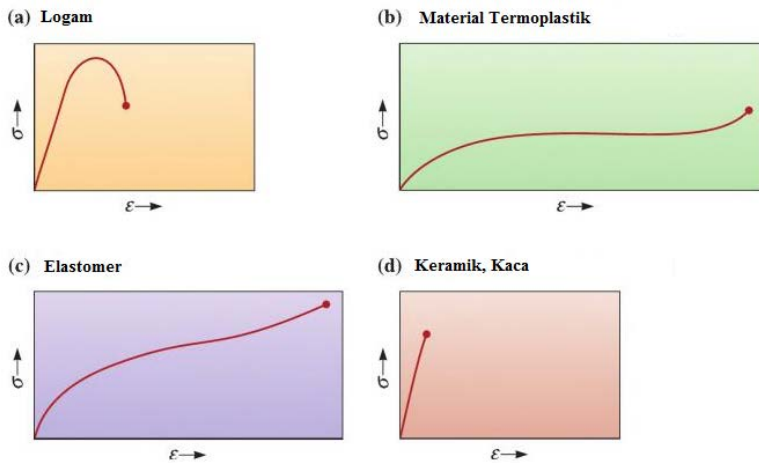 (a) Logam
σ→
ε→
(b) Material Termoplastik
σ→
ε→
(c) Elastomer
σ→
ε→
(d) Keramik, Kaca
σ→
ε→